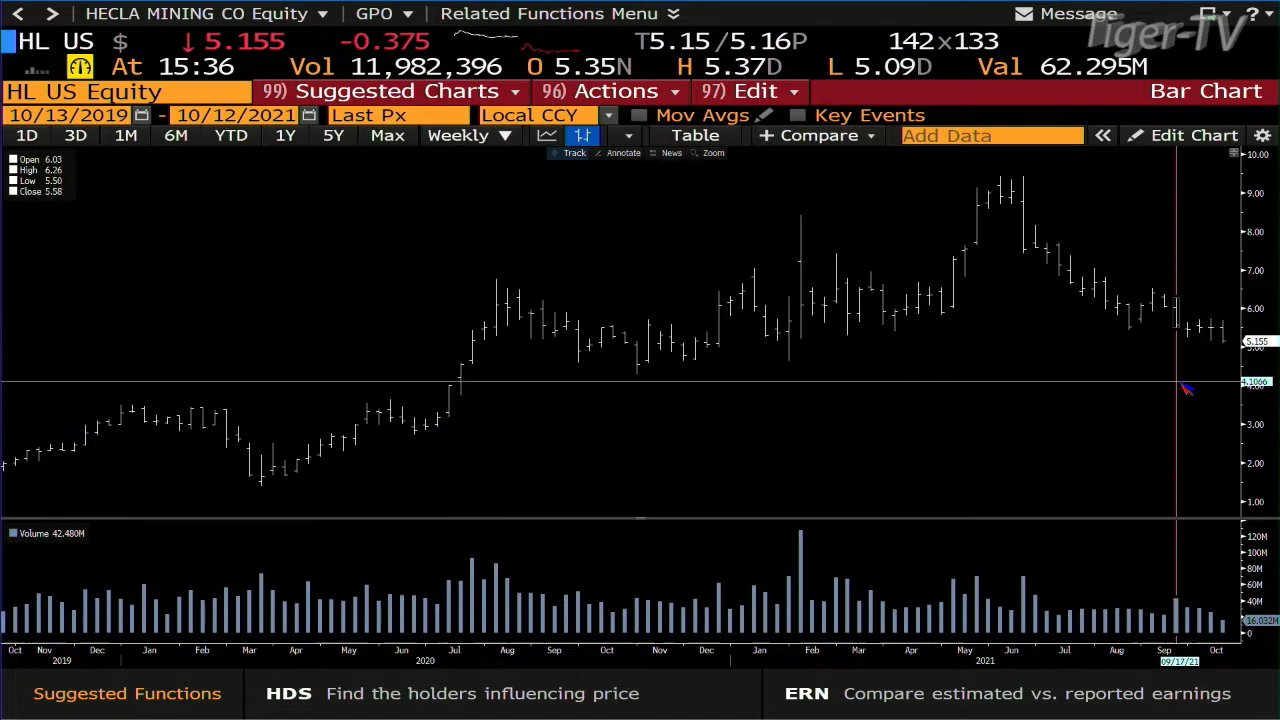 HECLA MINING CO Equity GPO Related Functions Menu Message ?
Tiger-TV
HL US $ ↓ 5.155 -0.375 T5.15 /5.16P 142×133
At 15:36 Vol 11,982,396 O 5.35N H 5.37D L 5.09D Val 62.295M
HL US Equity 99) Suggested Charts 96) Actions 97) Edit Bar Chart
10/13/2019 - 10/12/2021 Last Px Local CCY Mov Avgs Key Events
1D 3D 1M 6M YTD 1Y 5Y Max Weekly ▼ Table + Compare Add Data « Edit Chart
Track Annotate News Zoom
Open 6.03
High 6.26
Low 5.50
Close 5.58
10.00
9.00
8.00
7.00
6.00
5.155
5.00
4.1066
4.00
3.00
2.00
1.00
Volume 42.480M
120M
100M
80M
60M
40M
16.032M
0
Oct Nov Dec Jan Feb Mar Apr May Jun Jul Aug Sep Oct Nov Dec Jan Feb Mar Apr May Jun Jul Aug Sep Oct
2019 2020 2021 09/17/21
Suggested Functions HDS Find the holders influencing price ERN Compare estimated vs. reported earnings